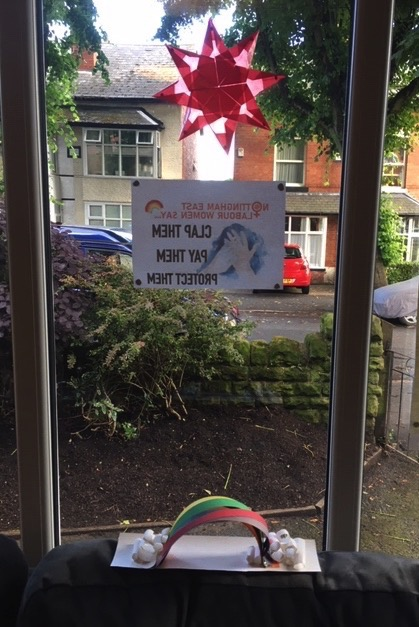 NOTTINGHAM EAST
LABOUR WOMEN SAY...
CLAP THEM
PAY THEM
PROTECT THEM